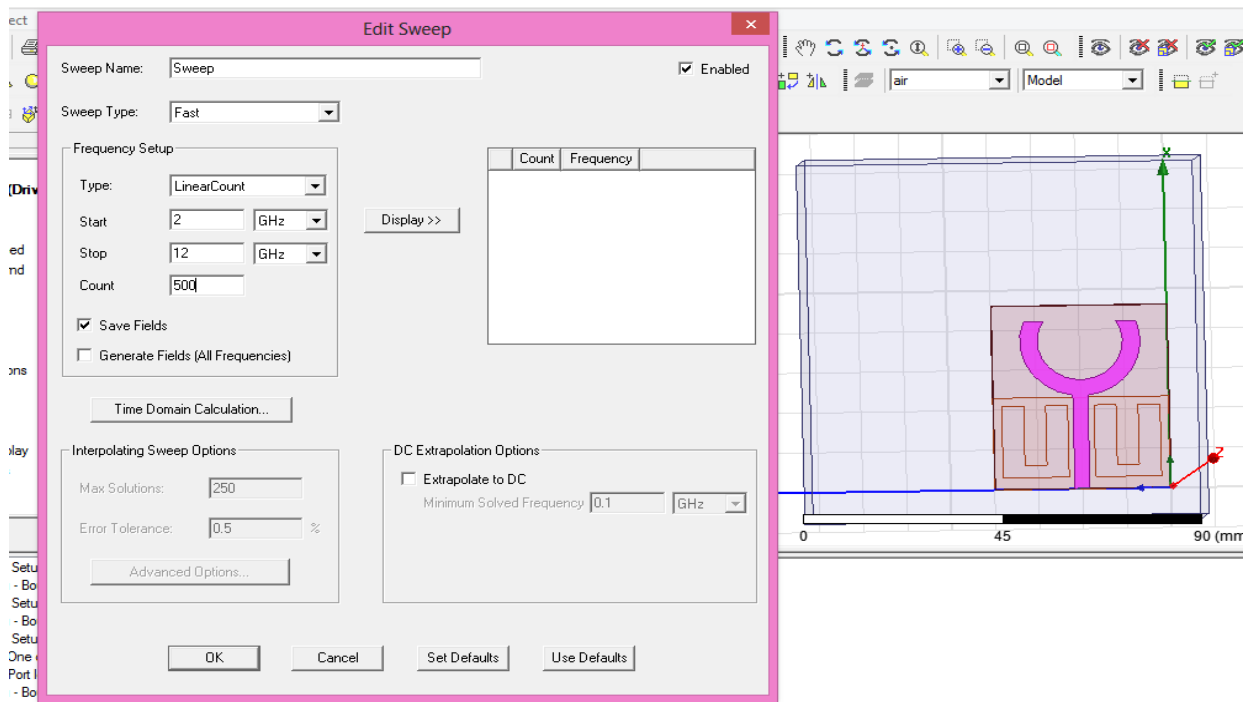 ect
Edit Sweep
Sweep Name: Sweep
Enabled
Sweep Type: Fast
air
Model
Frequency Setup
Type: LinearCount
Start 2 GHz
Stop 12 GHz
Count 500
Save Fields
Generate Fields (All Frequencies)
Display >>
Count Frequency
Time Domain Calculation...
Interpolating Sweep Options
Max Solutions: 250
Error Tolerance: 0.5 %
Advanced Options...
DC Extrapolation Options
Extrapolate to DC
Minimum Solved Frequency 0.1 GHz
OK Cancel Set Defaults Use Defaults
(Driv
ed
nd
ons
play
Setu
- Bo
Setu
- Bo
Setu
One
Port
- Bo
X
Z
0 45 90 (mm